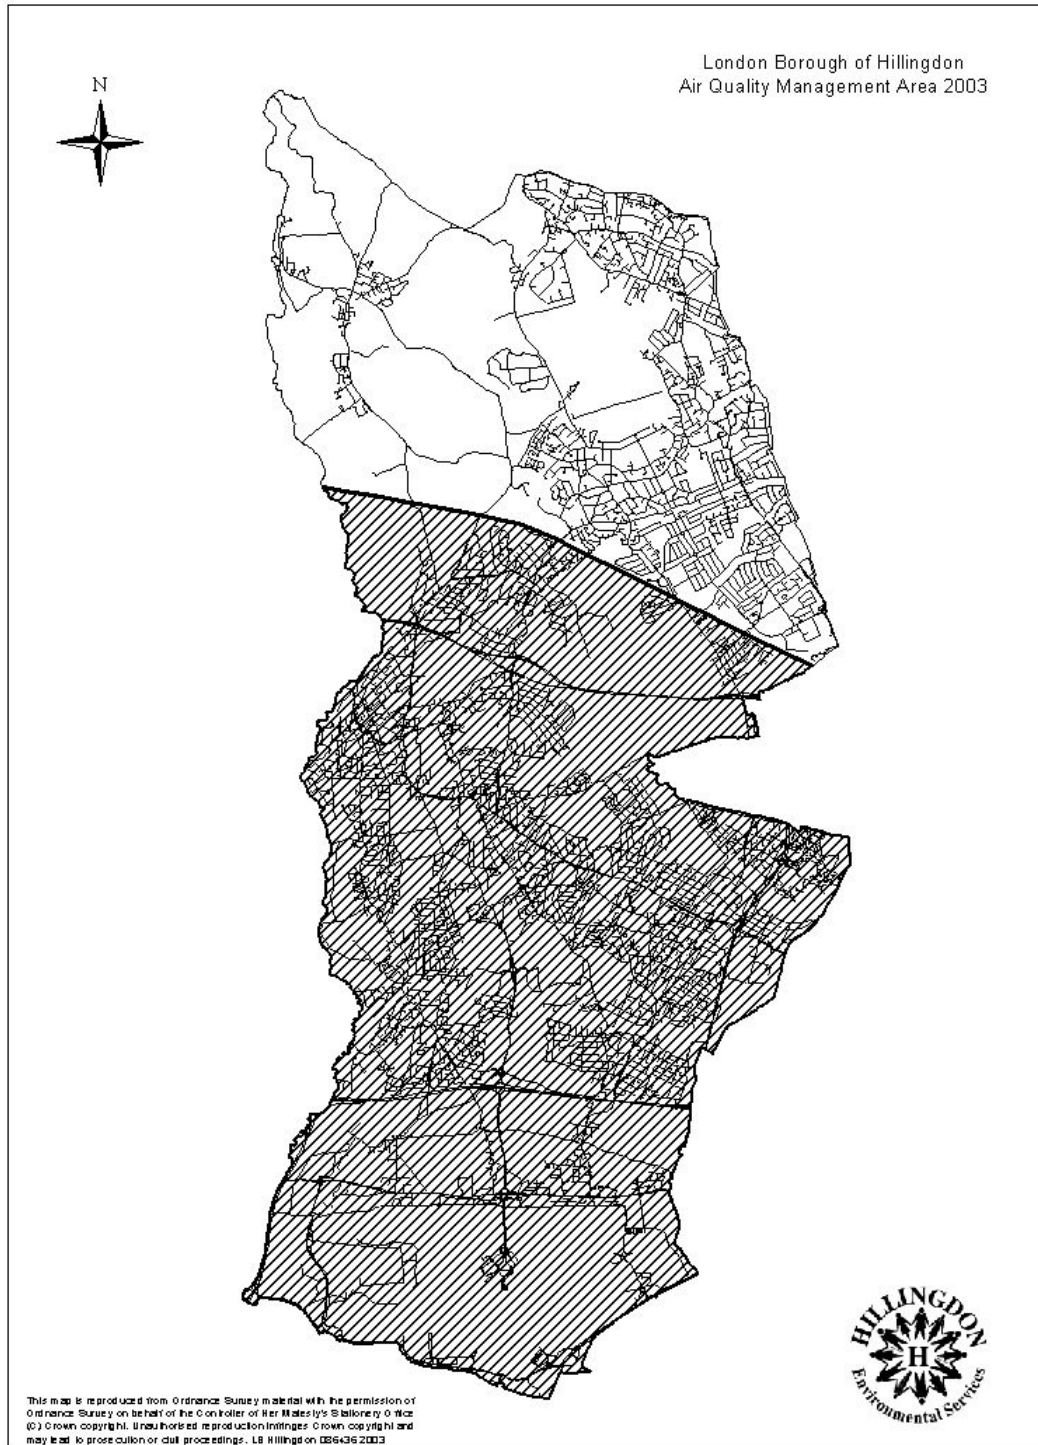 London Borough of Hillingdon
Air Quality Management Area 2003
N
HILLINGDON
H
Environmental Services
This map is reproduced from Ordnance Survey material with the permission of
Ordnance Survey on behalf of the Controller of Her Majesty's Stationery Office
(C) Crown copyright. Unauthorised reproduction infringes Crown copyright and
may lead to prosecution or civil proceedings. LB Hillingdon 086436 2003